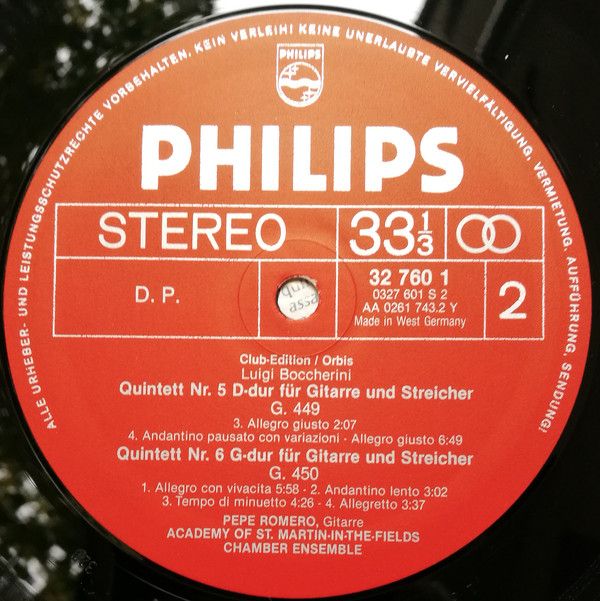 ALLE URHEBER- UND LEISTUNGSSCHUTZRECHTE VORBEHALTEN. KEIN VERLEIH! KEINE UNERLAUBTE VERVIELFÄLTIGUNG, VERMIETUNG, AUFFÜHRUNG, SENDUNG!
PHILIPS
PHILIPS
STEREO
33 1/3
D. P.
32 760 1
0327 601 S 2
AA 0261 743.2 Y
Made in West Germany
2
Club-Edition / Orbis
Luigi Boccherini
Quintett Nr. 5 D-dur für Gitarre und Streicher
G. 449
3. Allegro giusto 2:07
4. Andantino pausato con variazioni · Allegro giusto 6:49
Quintett Nr. 6 G-dur für Gitarre und Streicher
G. 450
1. Allegro con vivacita 5:58 · 2. Andantino lento 3:02
3. Tempo di minuetto 4:26 · 4. Allegretto 3:37
PEPE ROMERO, Gitarre
ACADEMY OF ST. MARTIN-IN-THE-FIELDS
CHAMBER ENSEMBLE